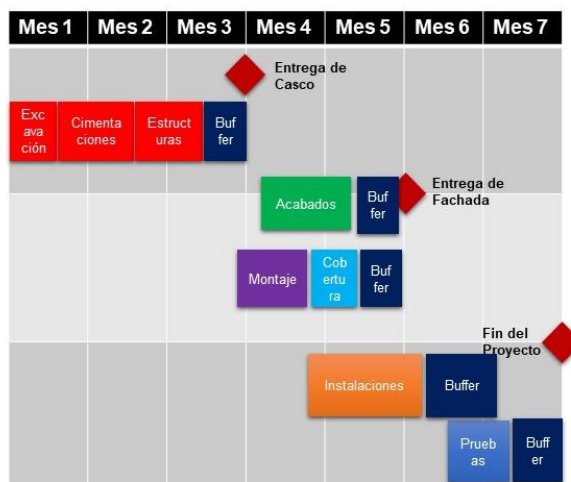 Mes 1 Mes 2 Mes 3 Mes 4 Mes 5 Mes 6 Mes 7
Entrega de
Casco
Exc
ava
ción
Cimenta
ciones
Estruct
uras
Buf
fer
Entrega de
Fachada
Acabados
Buf
fer
Montaje
Cob
ertu
ra
Buf
fer
Fin del
Proyecto
Instalaciones
Buffer
Prueb
as
Buff
er